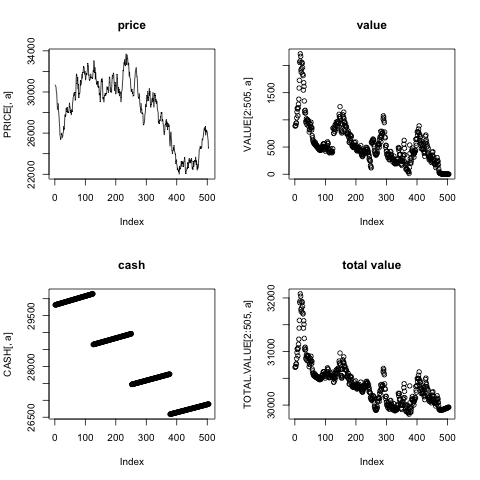 price
PRICE[, a]
22000 26000 30000 34000
0 100 200 300 400 500
Index
value
VALUE[2:505, a]
0 500 1500
0 100 200 300 400 500
Index
cash
CASH[, a]
26500 28000 29500
0 100 200 300 400 500
Index
total value
TOTAL.VALUE[2:505, a]
30000 31000 32000
0 100 200 300 400 500
Index